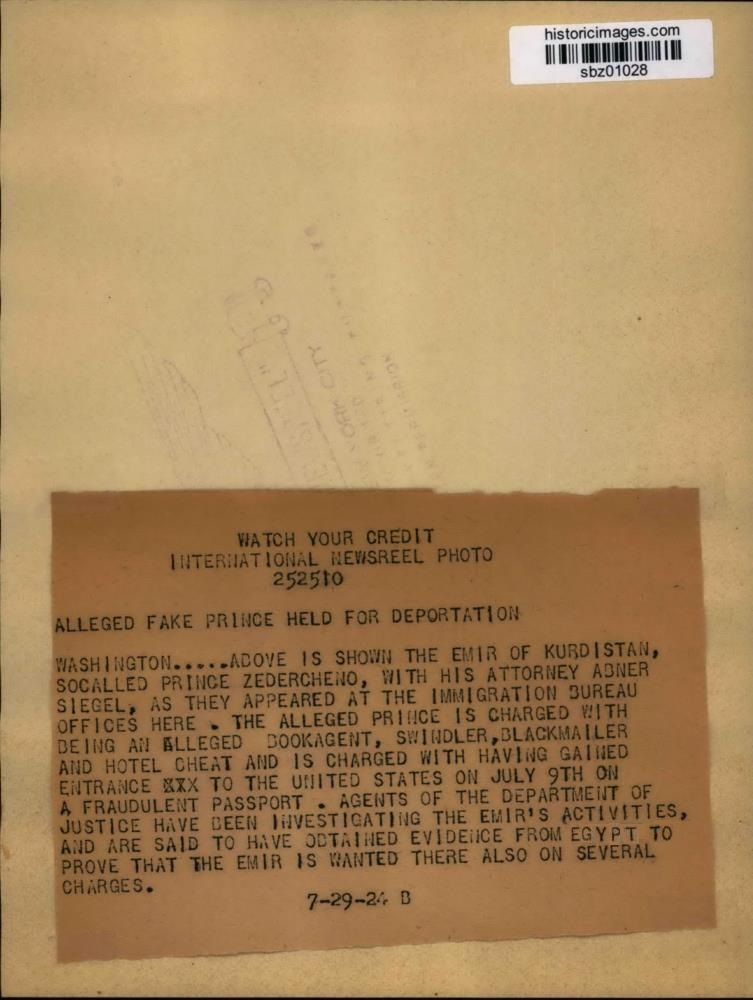 historicimages.com
sbz01028
CITY
WATCH YOUR CREDIT
INTERNATIONAL NEWSREEL PHOTO
252510
ALLEGED FAKE PRINCE HELD FOR DEPORTATION
WASHINGTON.....ABOVE IS SHOWN THE EMIR OF KURDISTAN,
SOCALLED PRINCE ZEDERCHENO, WITH HIS ATTORNEY ABNER
SIEGEL, AS THEY APPEARED AT THE IMMIGRATION BUREAU
OFFICES HERE . THE ALLEGED PRINCE IS CHARGED WITH
BEING AN ALLEGED BOOKAGENT, SWINDLER,BLACKMAILER
AND HOTEL CHEAT AND IS CHARGED WITH HAVING GAINED
ENTRANCE XXX TO THE UNITED STATES ON JULY 9TH ON
A FRAUDULENT PASSPORT . AGENTS OF THE DEPARTMENT OF
JUSTICE HAVE BEEN INVESTIGATING THE EMIR'S ACTIVITIES,
AND ARE SAID TO HAVE OBTAINED EVIDENCE FROM EGYPT TO
PROVE THAT THE EMIR IS WANTED THERE ALSO ON SEVERAL
CHARGES.
7-29-24 B